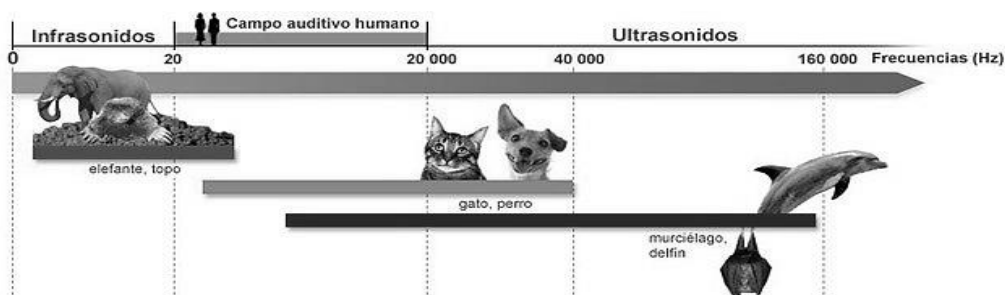 Infrasonidos
Campo auditivo humano
Ultrasonidos
0
20
20 000
40 000
160 000
Frecuencias (Hz)
elefante, topo
gato, perro
murciélago,
delfin